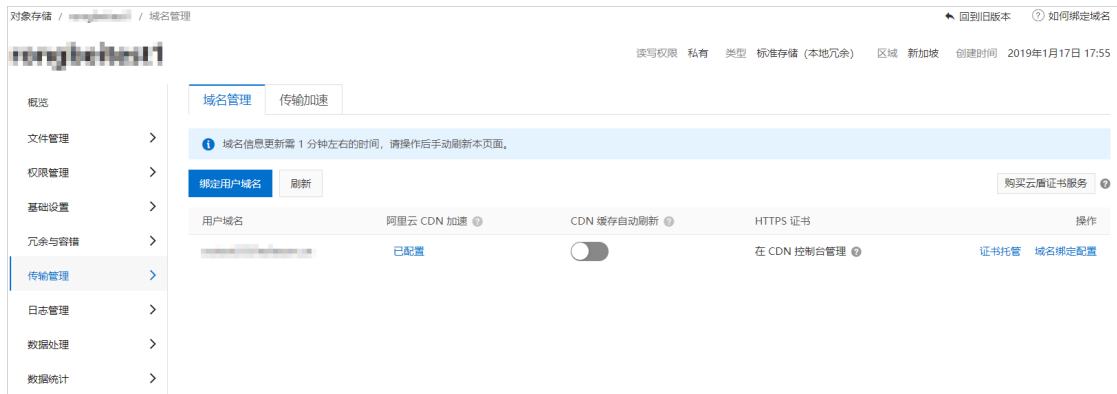 对象存储 / / 域名管理
回到旧版本
如何绑定域名
读写权限 私有 类型 标准存储（本地冗余） 区域 新加坡 创建时间 2019年1月17日 17:55
概览
文件管理
权限管理
基础设置
冗余与容错
传输管理
日志管理
数据处理
数据统计
域名管理 传输加速
域名信息更新需 1 分钟左右的时间，请操作后手动刷新本页面。
绑定用户域名 刷新 购买云盾证书服务
用户域名 阿里云 CDN 加速 CDN 缓存自动刷新 HTTPS 证书 操作
已配置 在 CDN 控制台管理 证书托管 域名绑定配置